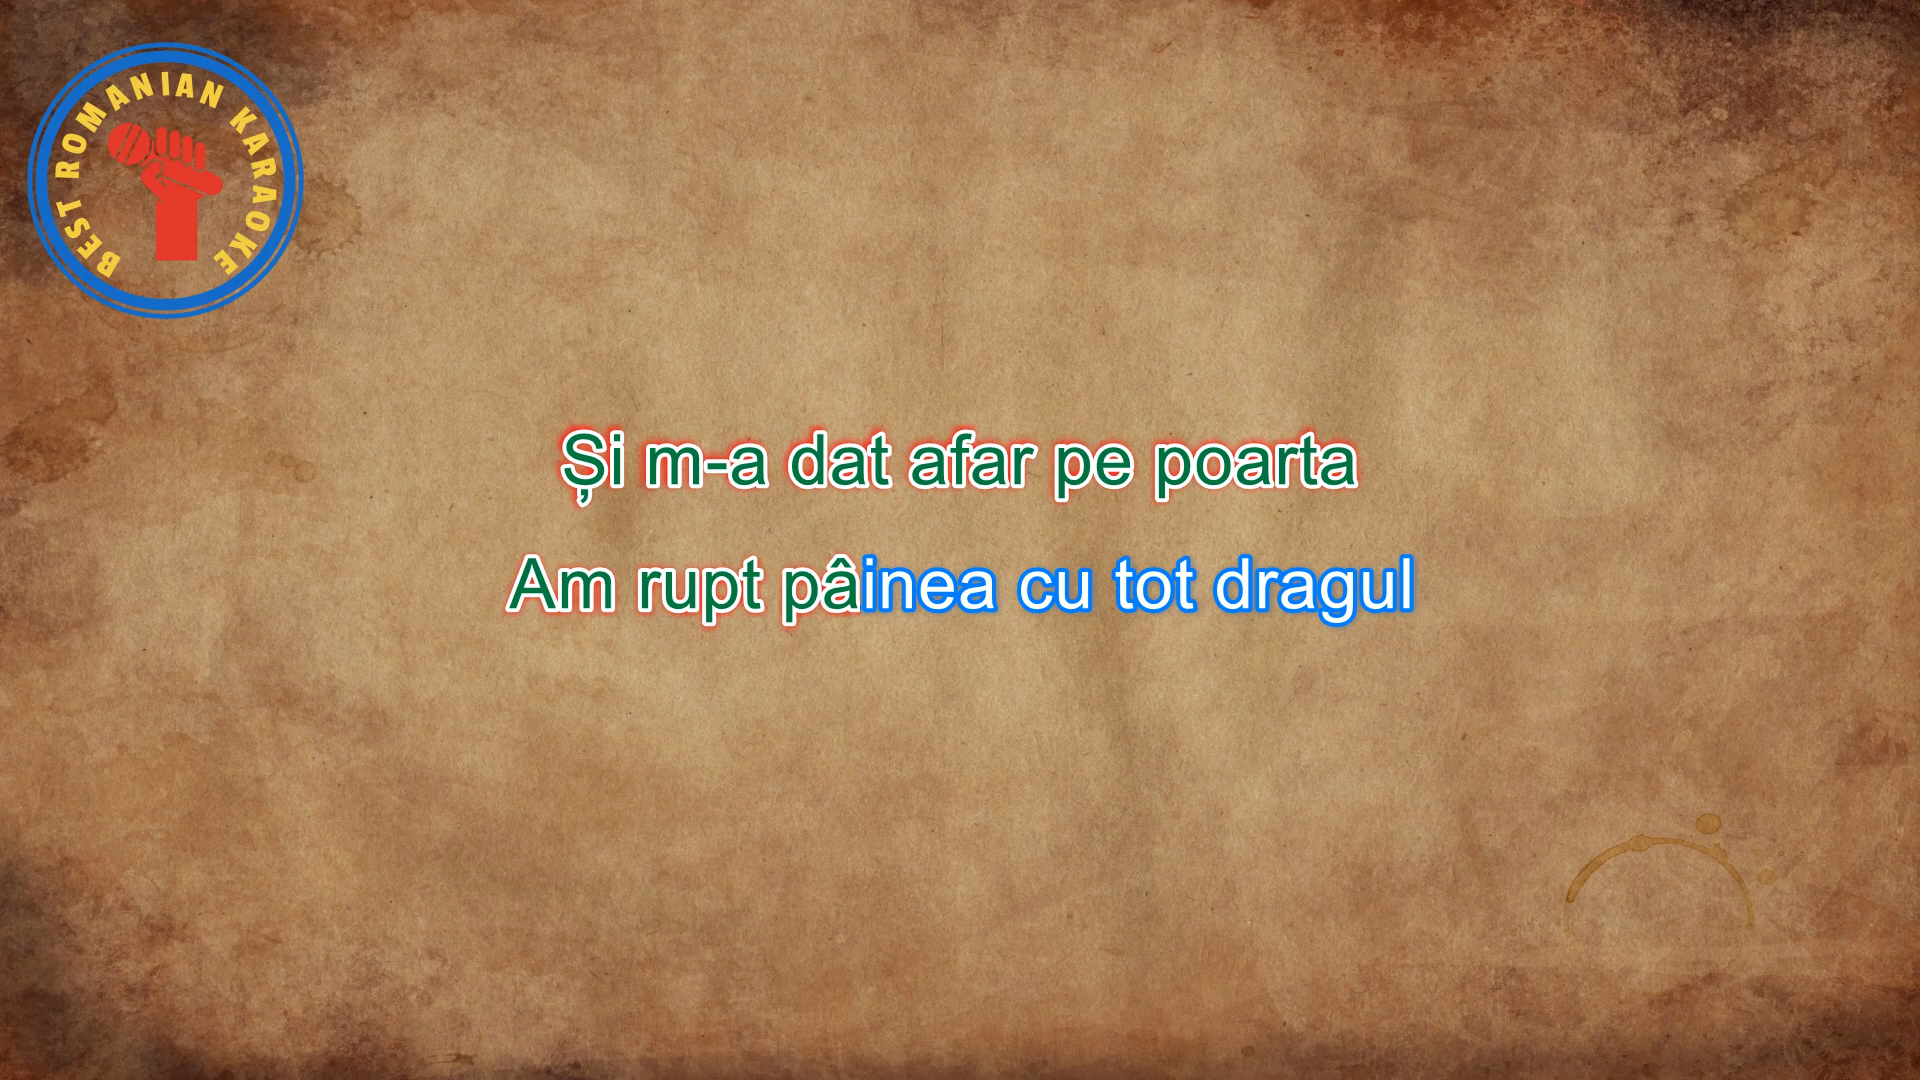 BEST ROMANIAN KARAOKE
Și m-a dat afar pe poarta
Am rupt pâinea cu tot dragul